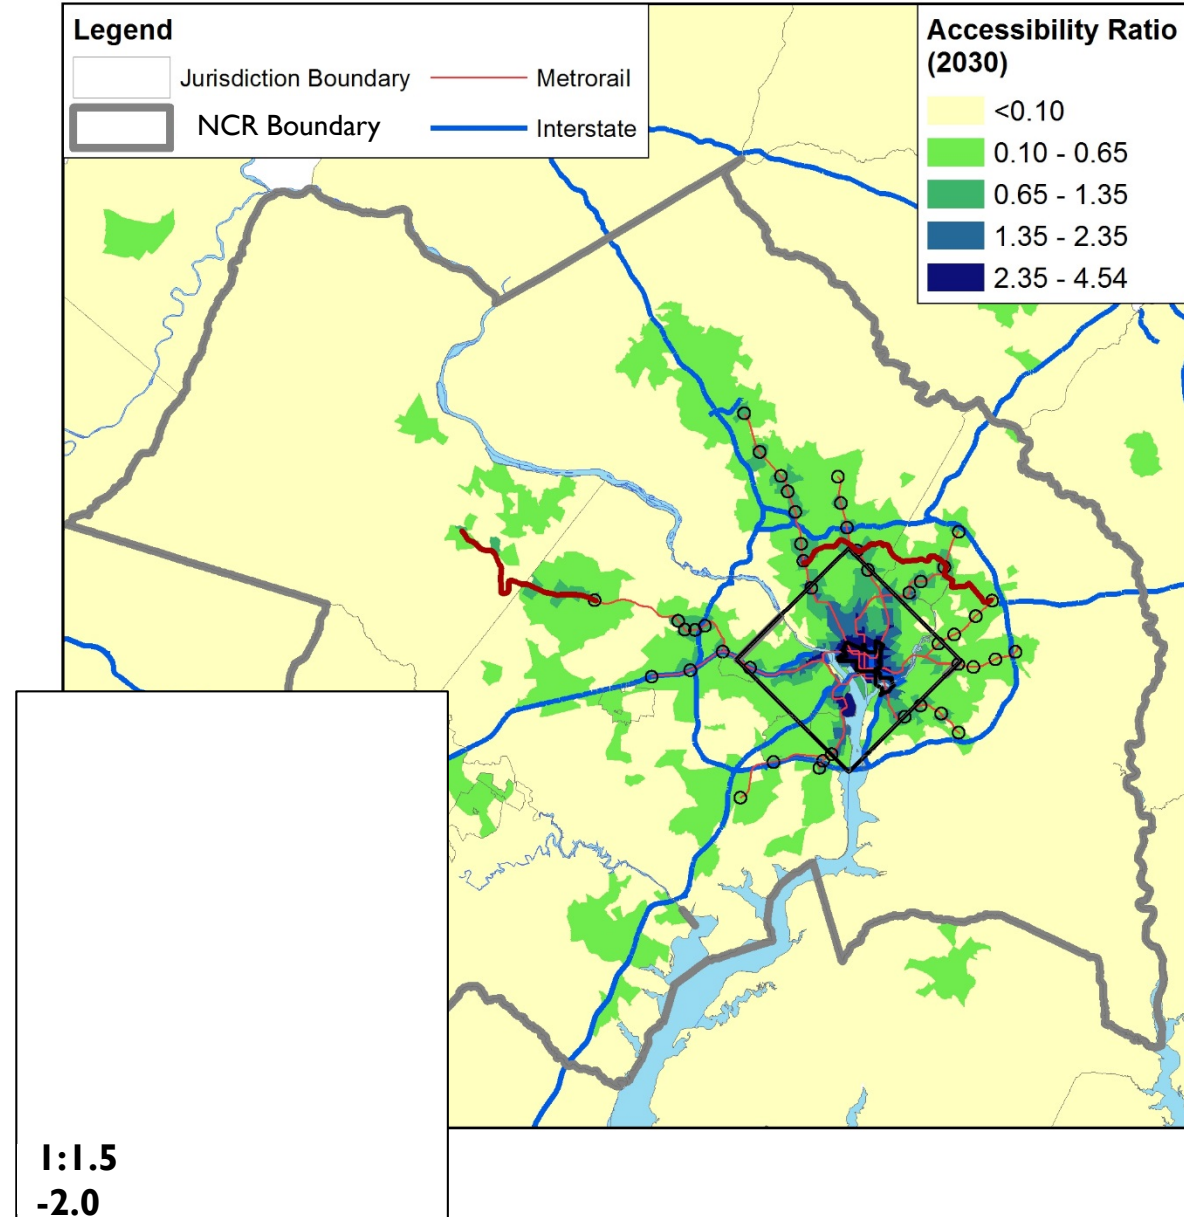 Legend
Jurisdiction Boundary
Metrorail
NCR Boundary
Interstate
Accessibility Ratio
(2030)
<0.10
0.10 - 0.65
0.65 - 1.35
1.35 - 2.35
2.35 - 4.54
1:1.5
-2.0